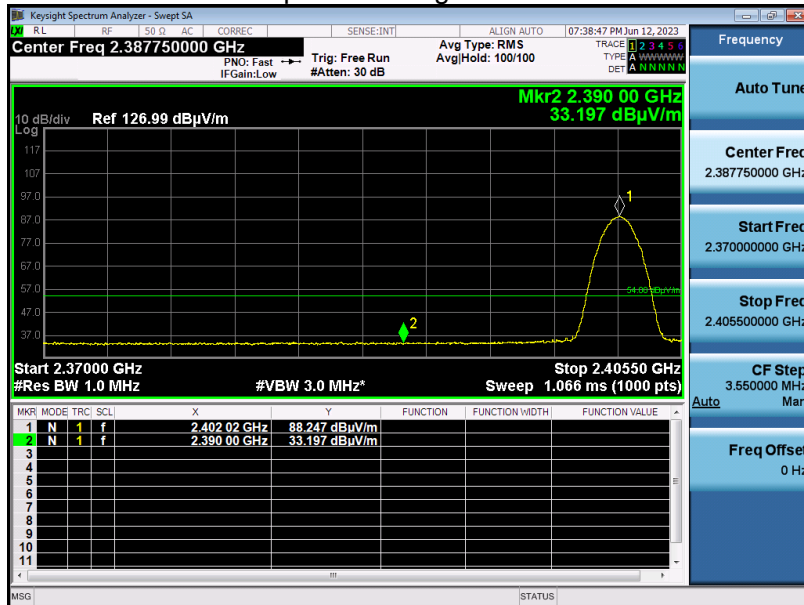 Keysight Spectrum Analyzer - Swept SA
RL RF 50 Ω AC CORREC SENSE:INT ALIGN AUTO 07:38:47 PM Jun 12, 2023
Center Freq 2.387750000 GHz
PNO: Fast
IFGain:Low
Trig: Free Run
#Atten: 30 dB
Avg Type: RMS
Avg|Hold: 100/100
TRACE 1 2 3 4 5 6
TYPE A WWWWW
DET A N N N N N
Mkr2 2.390 00 GHz
33.197 dBµV/m
10 dB/div Ref 126.99 dBµV/m
Log
117
107
97.0
87.0
77.0
67.0
57.0
47.0
37.0
1
54.00 dBµV/m
2
Start 2.37000 GHz Stop 2.40550 GHz
#Res BW 1.0 MHz #VBW 3.0 MHz* Sweep 1.066 ms (1000 pts)
MKR MODE TRC SCL X Y FUNCTION FUNCTION WIDTH FUNCTION VALUE
1 N 1 f 2.402 02 GHz 88.247 dBµV/m
2 N 1 f 2.390 00 GHz 33.197 dBµV/m
3
4
5
6
7
8
9
10
11
MSG STATUS
Frequency
Auto Tune
Center Freq
2.387750000 GHz
Start Freq
2.370000000 GHz
Stop Freq
2.405500000 GHz
CF Step
3.550000 MHz
Auto Man
Freq Offset
0 Hz